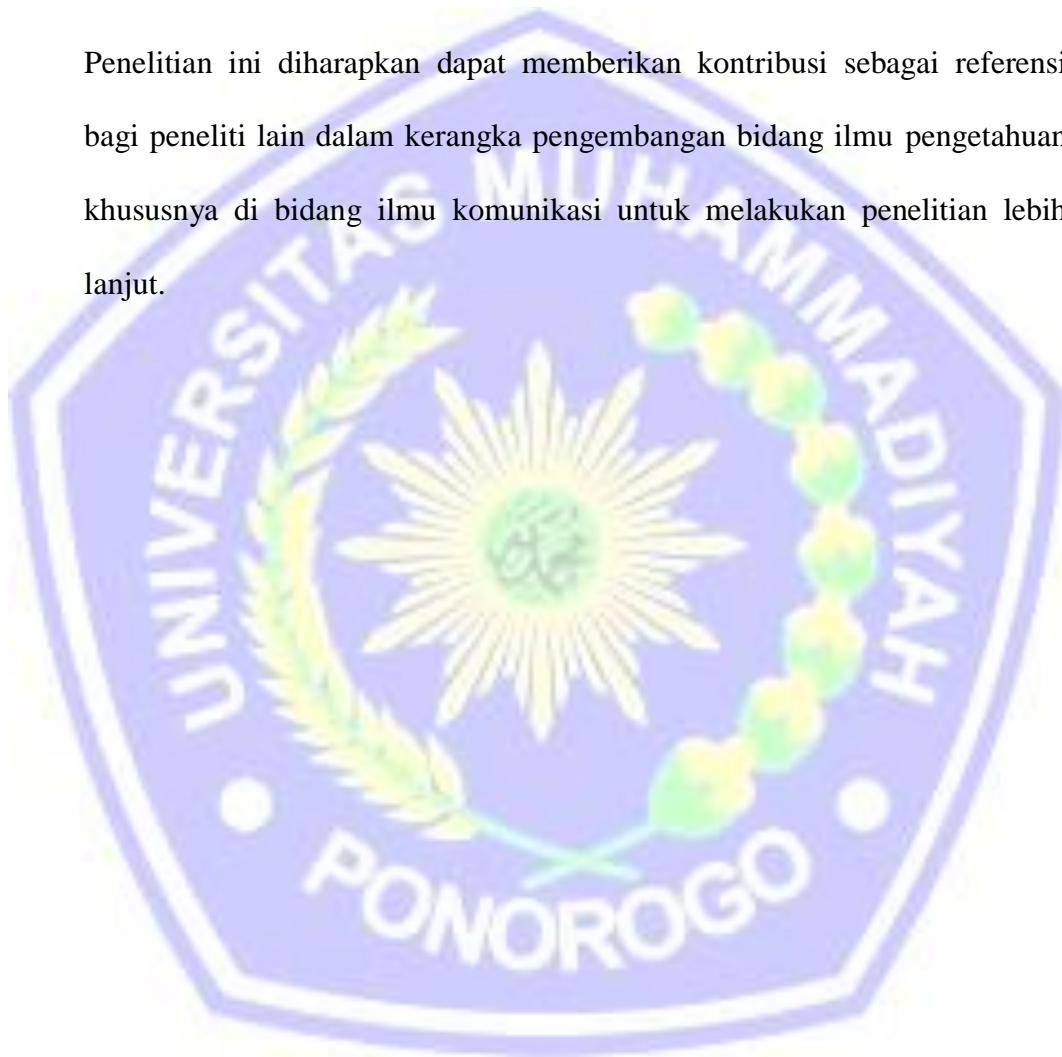 Penelitian ini diharapkan dapat memberikan kontribusi sebagai referensi
bagi peneliti lain dalam kerangka pengembangan bidang ilmu pengetahuan
khususnya di bidang ilmu komunikasi untuk melakukan penelitian lebih
lanjut.
UNIVERSITAS MUHAMMADIYAH
PONOROGO